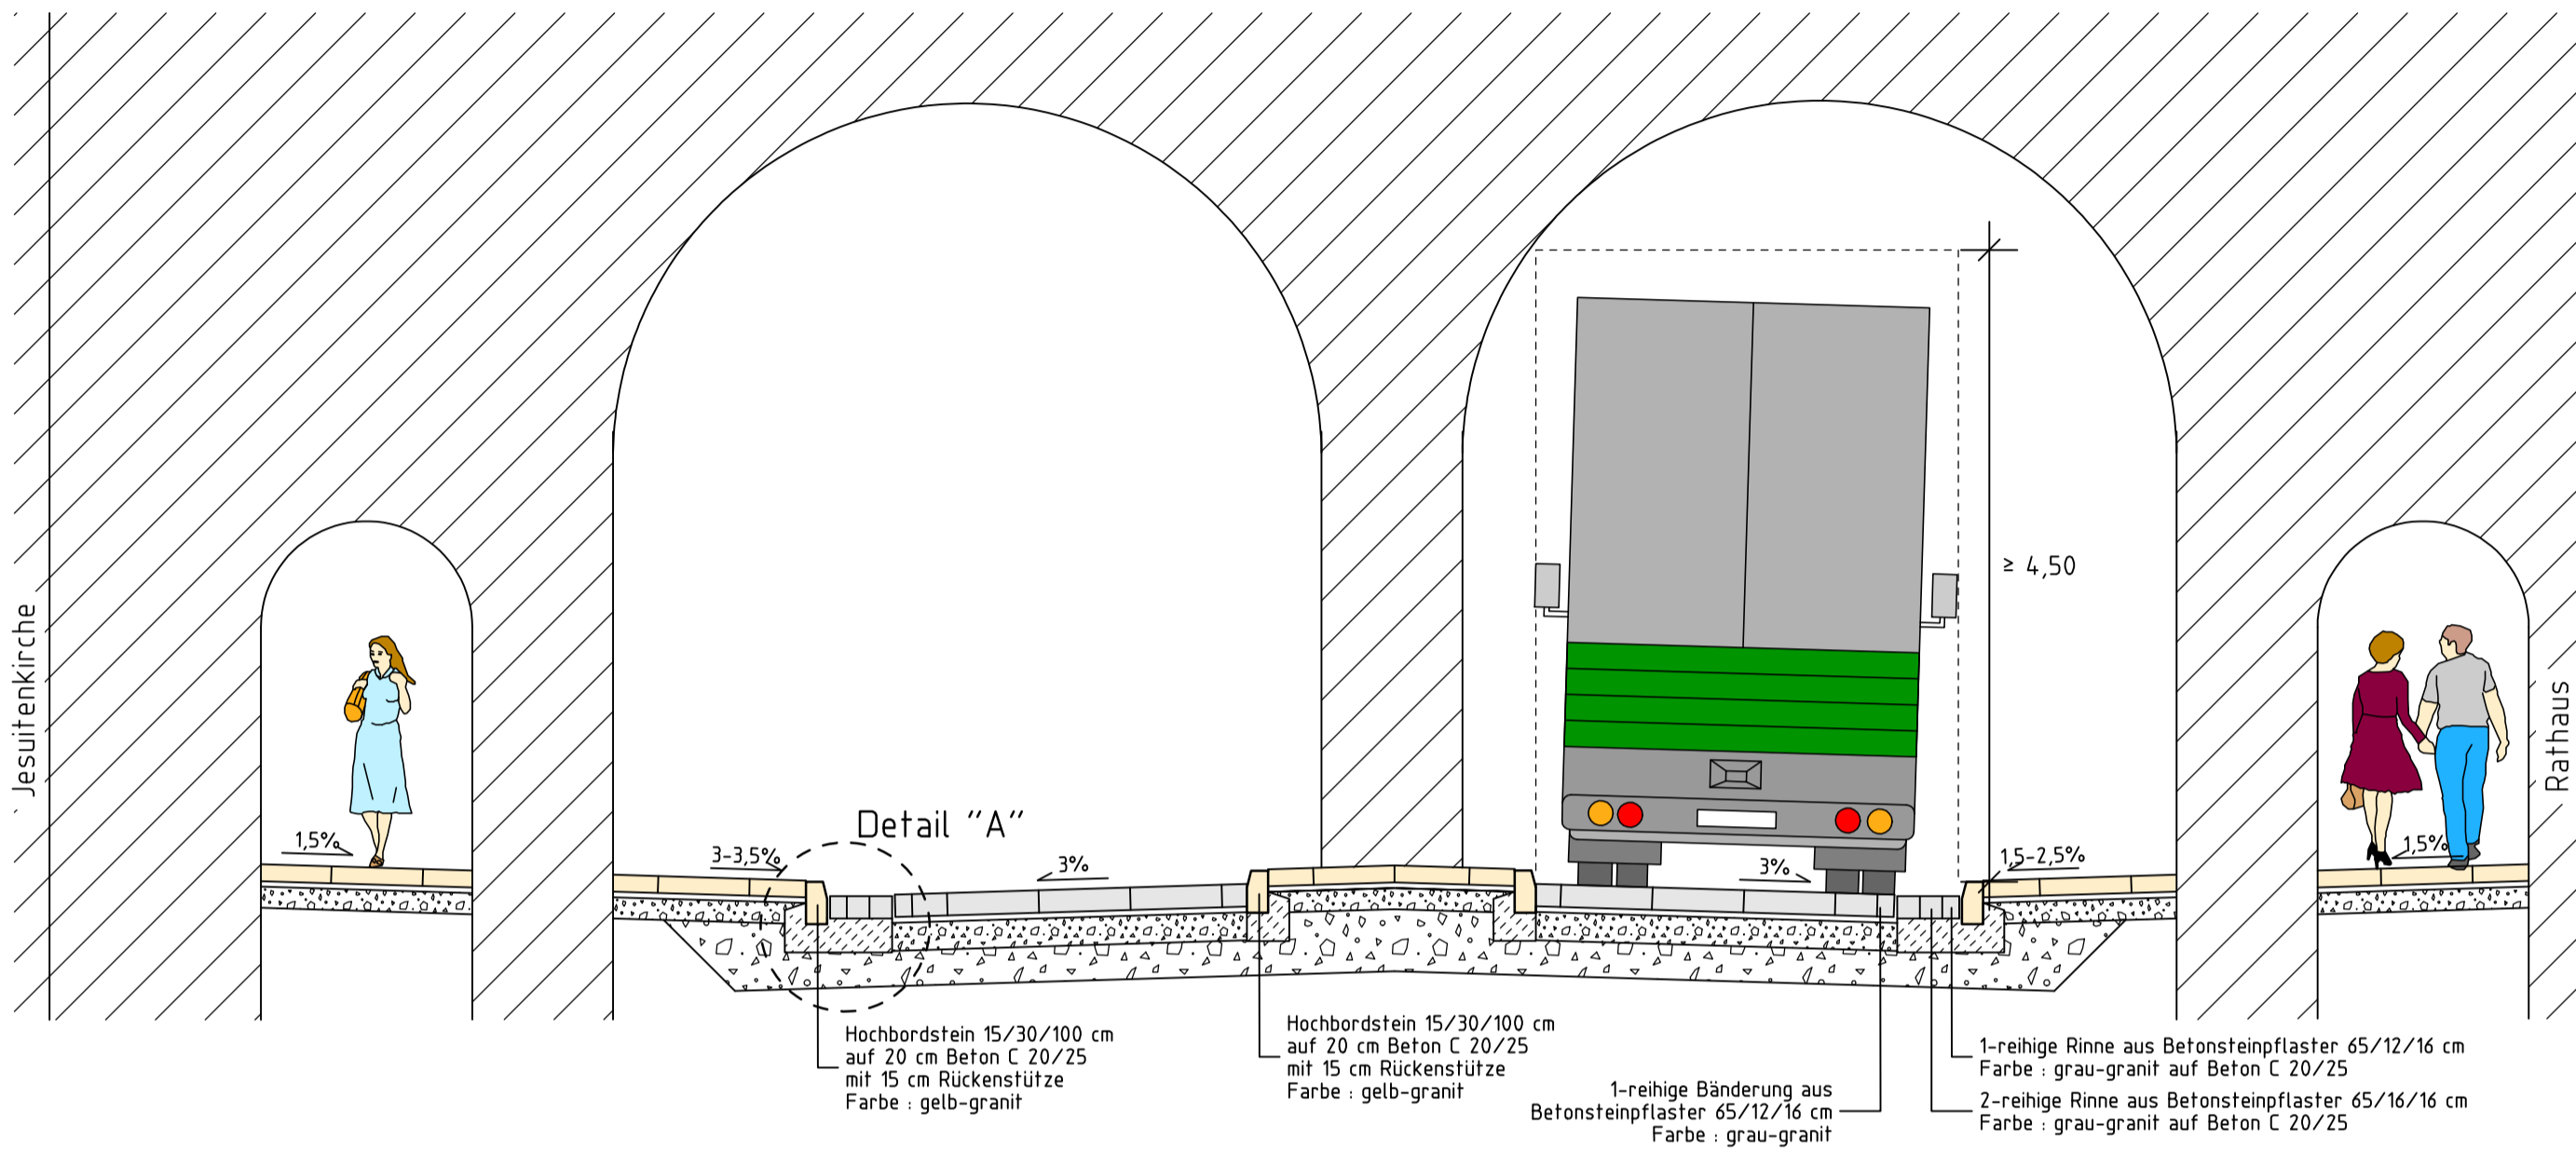 Jesuitenkirche
Rathaus
≥ 4,50
Detail "A"
1,5%
3-3,5%
3%
3%
1,5-2,5%
1,5%
Hochbordstein 15/30/100 cm
auf 20 cm Beton C 20/25
mit 15 cm Rückenstütze
Farbe : gelb-granit
Hochbordstein 15/30/100 cm
auf 20 cm Beton C 20/25
mit 15 cm Rückenstütze
Farbe : gelb-granit
1-reihige Bänderung aus
Betonsteinpflaster 65/12/16 cm
Farbe : grau-granit
1-reihige Rinne aus Betonsteinpflaster 65/12/16 cm
Farbe : grau-granit auf Beton C 20/25
2-reihige Rinne aus Betonsteinpflaster 65/16/16 cm
Farbe : grau-granit auf Beton C 20/25